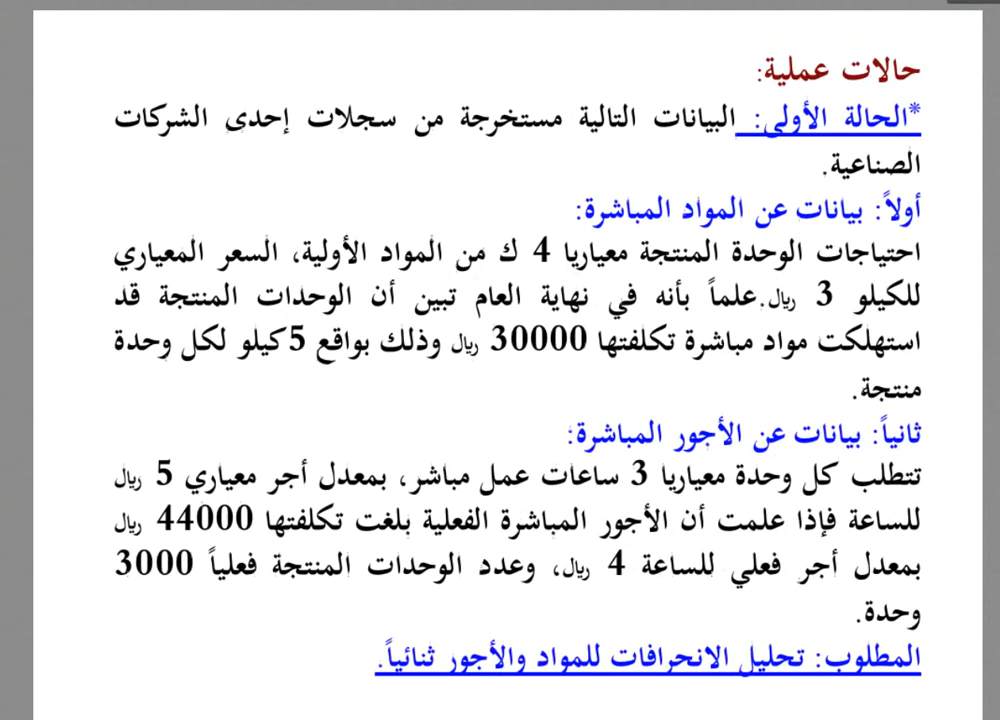 حالات عملية:
*الحالة الأولى: البيانات التالية مستخرجة من سجلات إحدى الشركات
الصناعية.
أولاً: بيانات عن المواد المباشرة:
احتياجات الوحدة المنتجة معياريا 4 ك من المواد الأولية، السعر المعياري
للكيلو 3 ريال.علماً بأنه في نهاية العام تبين أن الوحدات المنتجة قد
استهلكت مواد مباشرة تكلفتها 30000 ريال وذلك بواقع 5كيلو لكل وحدة
منتجة.
ثانياً: بيانات عن الأجور المباشرة:
تتطلب كل وحدة معياريا 3 ساعات عمل مباشر، بمعدل أجر معياري 5 ريال
للساعة فإذا علمت أن الأجور المباشرة الفعلية بلغت تكلفتها 44000 ريال
بمعدل أجر فعلي للساعة 4 ريال، وعدد الوحدات المنتجة فعلياً 3000
وحدة.
المطلوب: تحليل الانحرافات للمواد والأجور ثنائياً.